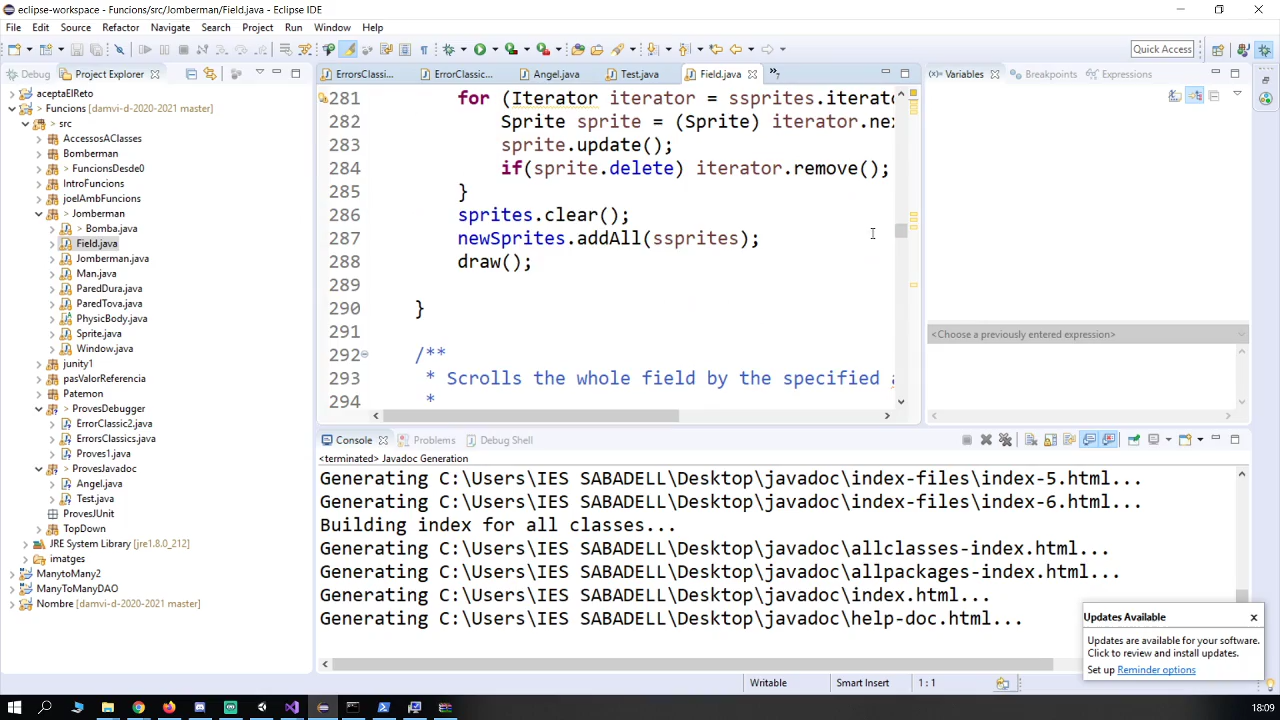 eclipse-workspace - Funcions/src/Jomberman/Field.java - Eclipse IDE
File Edit Source Refactor Navigate Search Project Run Window Help
Quick Access
Debug Project Explorer
ErrorsClassi... ErrorClassic... Angel.java Test.java Field.java
Variables Breakpoints Expressions
aceptaElReto
Funcions [damvi-d-2020-2021 master]
src
AccessosAClasses
Bomberman
> FuncionsDesde0
IntroFuncions
joelAmbFuncions
> Jomberman
> Bomba.java
Field.java
Jomberman.java
Man.java
ParedDura.java
ParedTova.java
PhysicBody.java
Sprite.java
Window.java
junity1
pasValorReferencia
Patemon
ProvesDebugger
ErrorClassic2.java
ErrorsClassics.java
Proves1.java
ProvesJavadoc
Angel.java
Test.java
ProvesJUnit
TopDown
JRE System Library [jre1.8.0_212]
imatges
ManytoMany2
ManyToManyDAO
Nombre [damvi-d-2020-2021 master]
281 for (Iterator iterator = ssprites.iterato
282 Sprite sprite = (Sprite) iterator.nex
283 sprite.update();
284 if(sprite.delete) iterator.remove();
285 }
286 sprites.clear();
287 newSprites.addAll(ssprites);
288 draw();
289
290 }
291
292 /**
293 * Scrolls the whole field by the specified
294 *
<Choose a previously entered expression>
Console Problems Debug Shell
<terminated> Javadoc Generation
Generating C:\Users\IES SABADELL\Desktop\javadoc\index-files\index-5.html...
Generating C:\Users\IES SABADELL\Desktop\javadoc\index-files\index-6.html...
Building index for all classes...
Generating C:\Users\IES SABADELL\Desktop\javadoc\allclasses-index.html...
Generating C:\Users\IES SABADELL\Desktop\javadoc\allpackages-index.html...
Generating C:\Users\IES SABADELL\Desktop\javadoc\index.html...
Generating C:\Users\IES SABADELL\Desktop\javadoc\help-doc.html...
Updates Available
Updates are available for your software.
Click to review and install updates.
Set up Reminder options
Writable Smart Insert 1 : 1
18:09